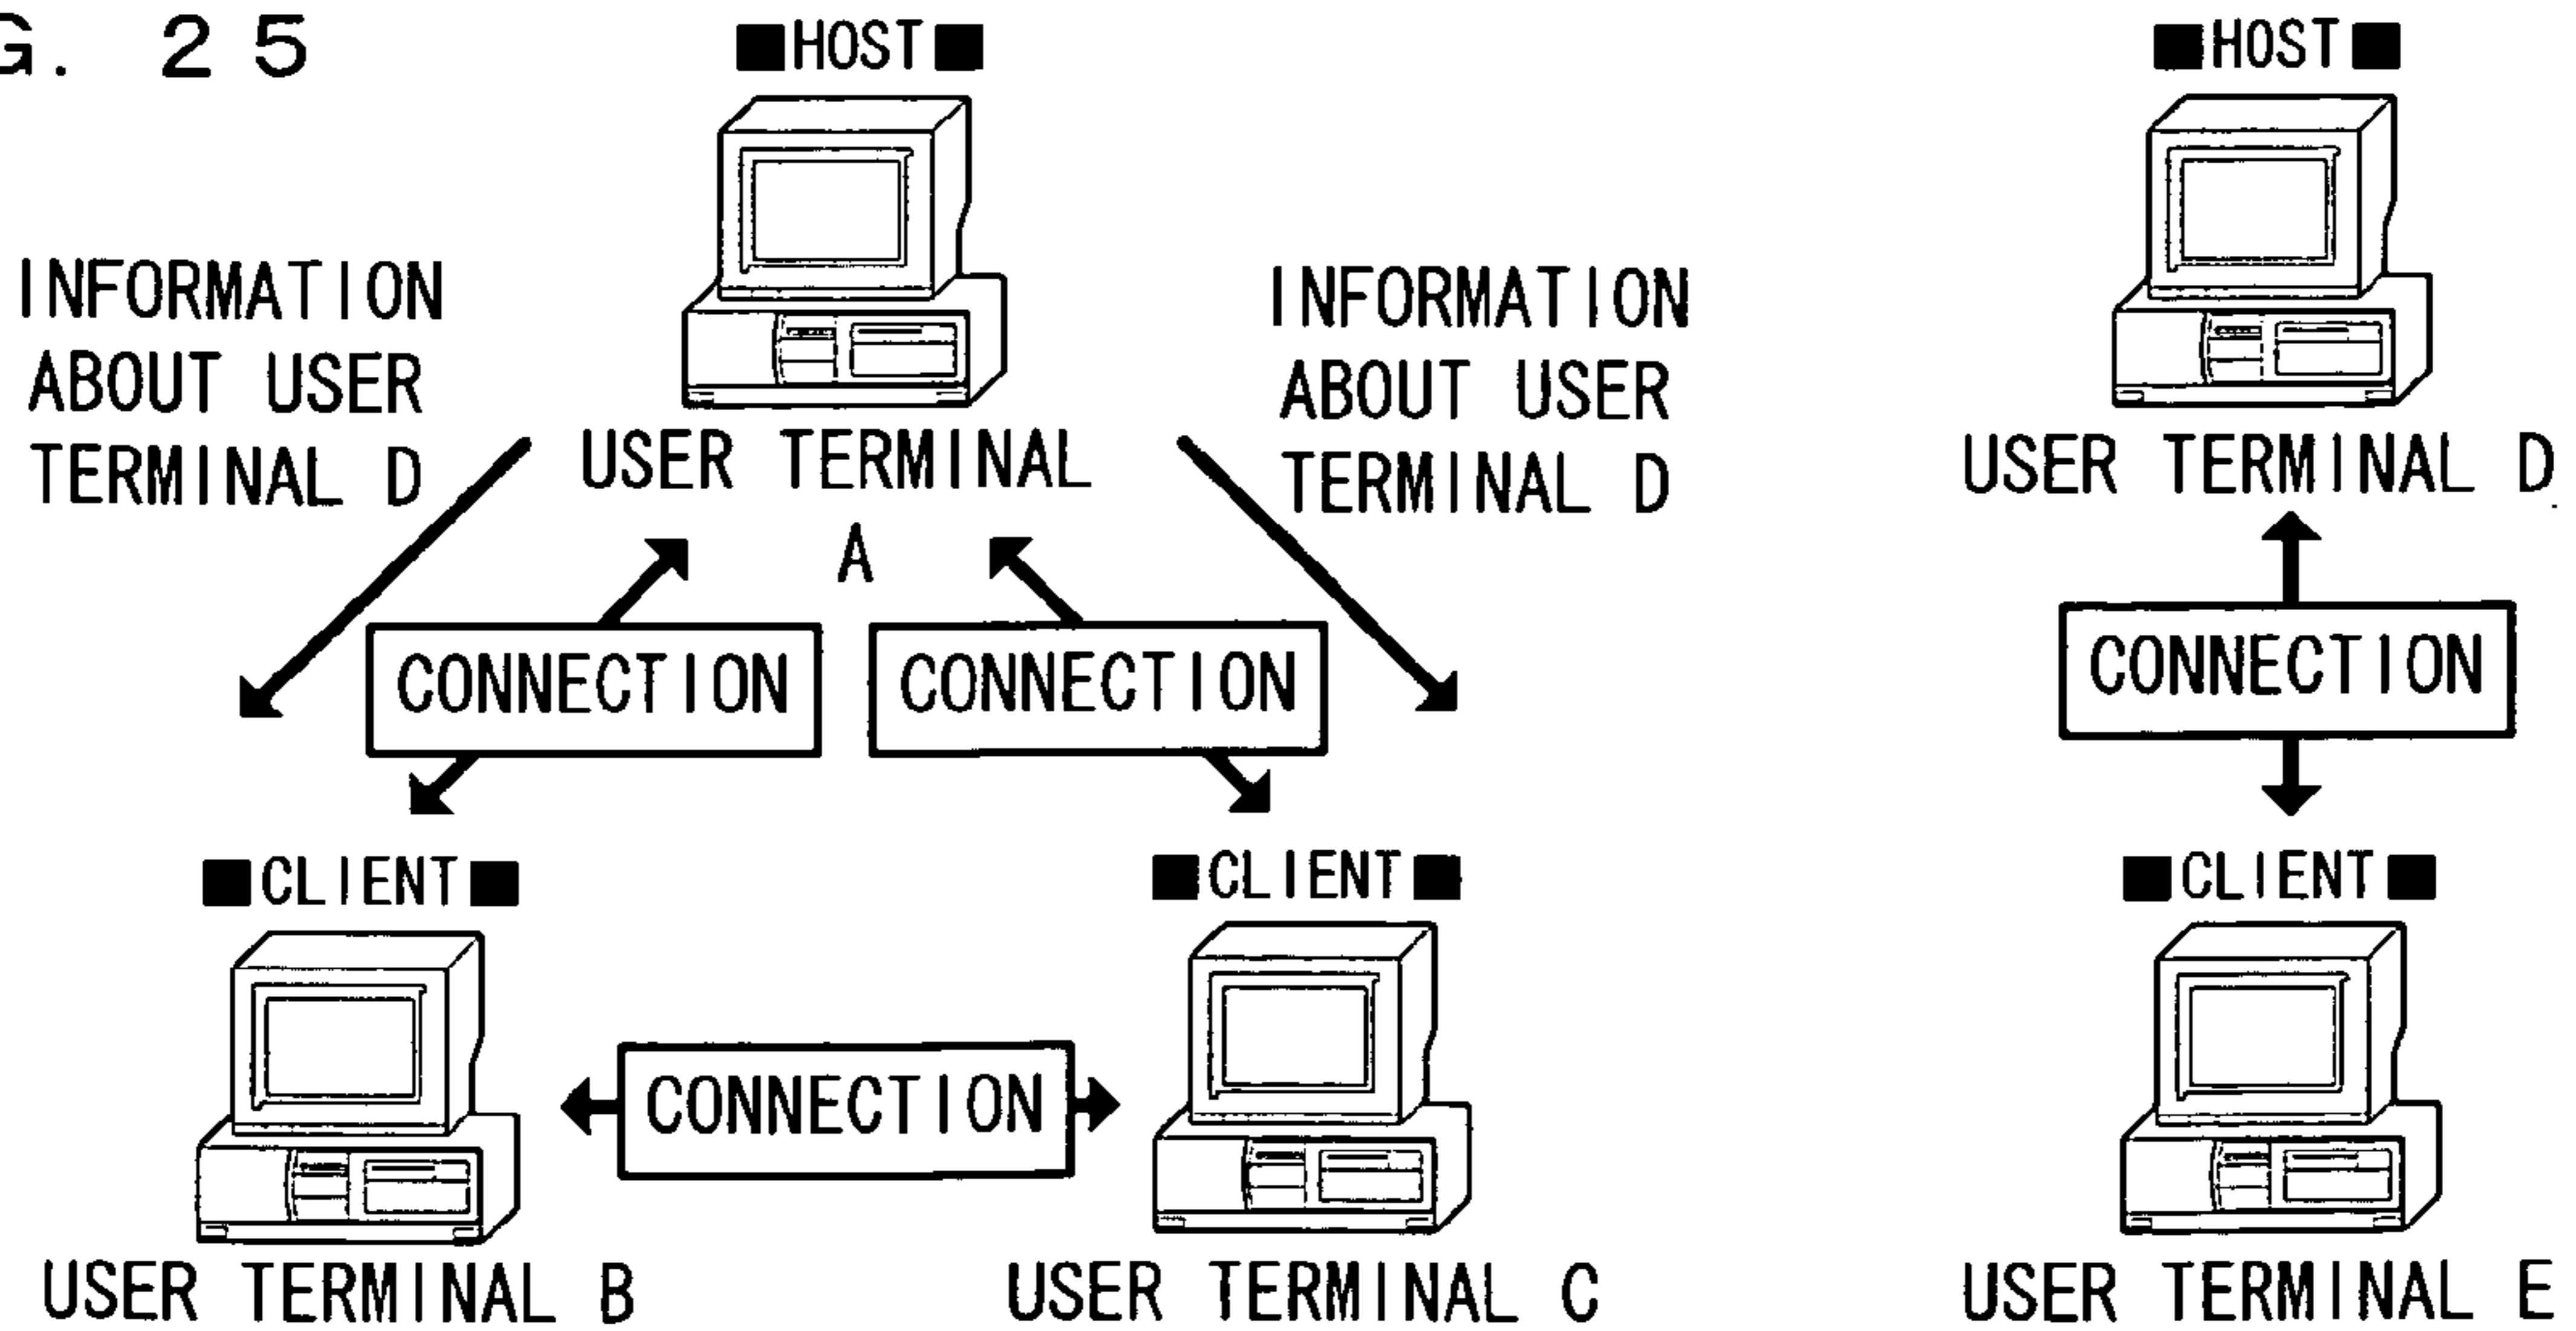 G. 25
■HOST■
■HOST■
INFORMATION
ABOUT USER
TERMINAL D
INFORMATION
ABOUT USER
TERMINAL D
USER TERMINAL
A
USER TERMINAL D
CONNECTION
CONNECTION
CONNECTION
■CLIENT■
■CLIENT■
■CLIENT■
CONNECTION
USER TERMINAL B
USER TERMINAL C
USER TERMINAL E